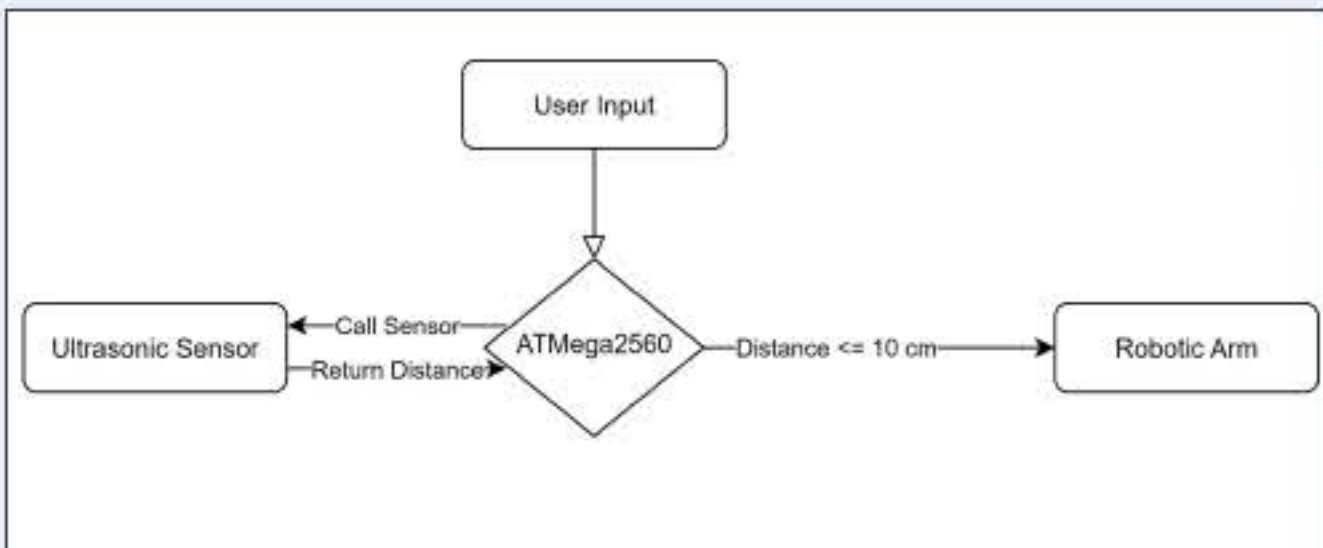 User Input
Call Sensor
Ultrasonic Sensor
ATMega2560
Distance <= 10 cm
Robotic Arm
Return Distance